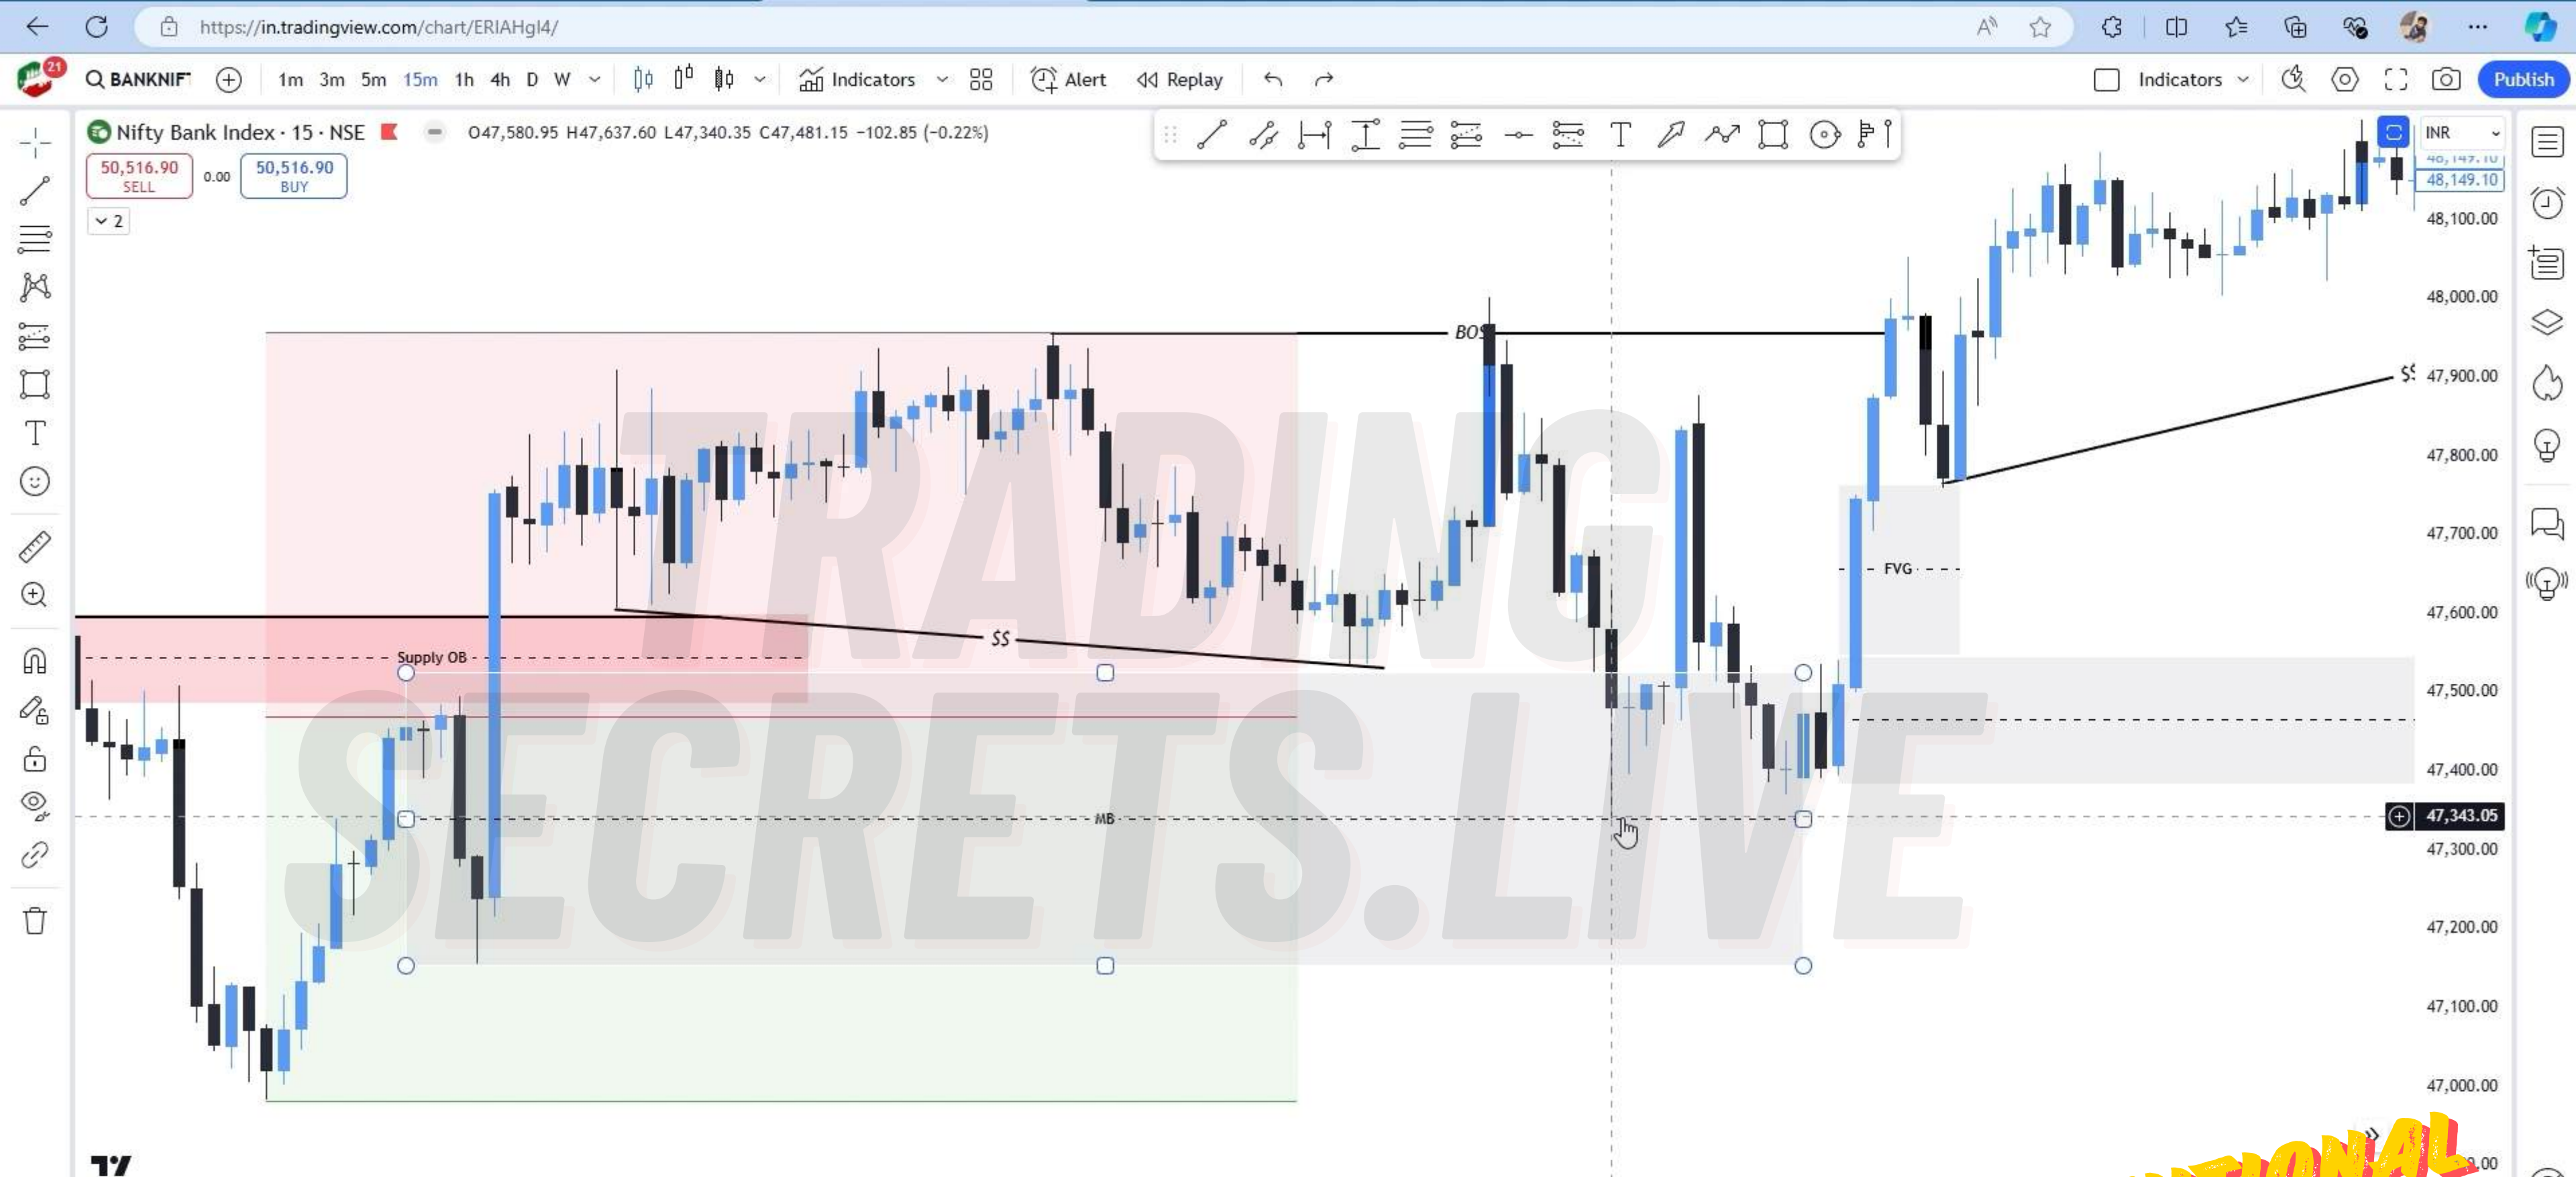 https://in.tradingview.com/chart/ERIAHgI4/
21
BANKNIF
1m 3m 5m 15m 1h 4h D W
Indicators
Alert
Replay
Indicators
Publish
Nifty Bank Index · 15 · NSE
O47,580.95 H47,637.60 L47,340.35 C47,481.15 −102.85 (−0.22%)
INR
50,516.90
SELL
0.00
50,516.90
BUY
2
48,149.10
48,149.10
48,100.00
48,000.00
BOS
$$
47,900.00
47,800.00
47,700.00
FVG
47,600.00
$$
Supply OB
47,500.00
47,400.00
MB
47,343.05
47,300.00
47,200.00
47,100.00
47,000.00
TRADING
SECRETS.LIVE